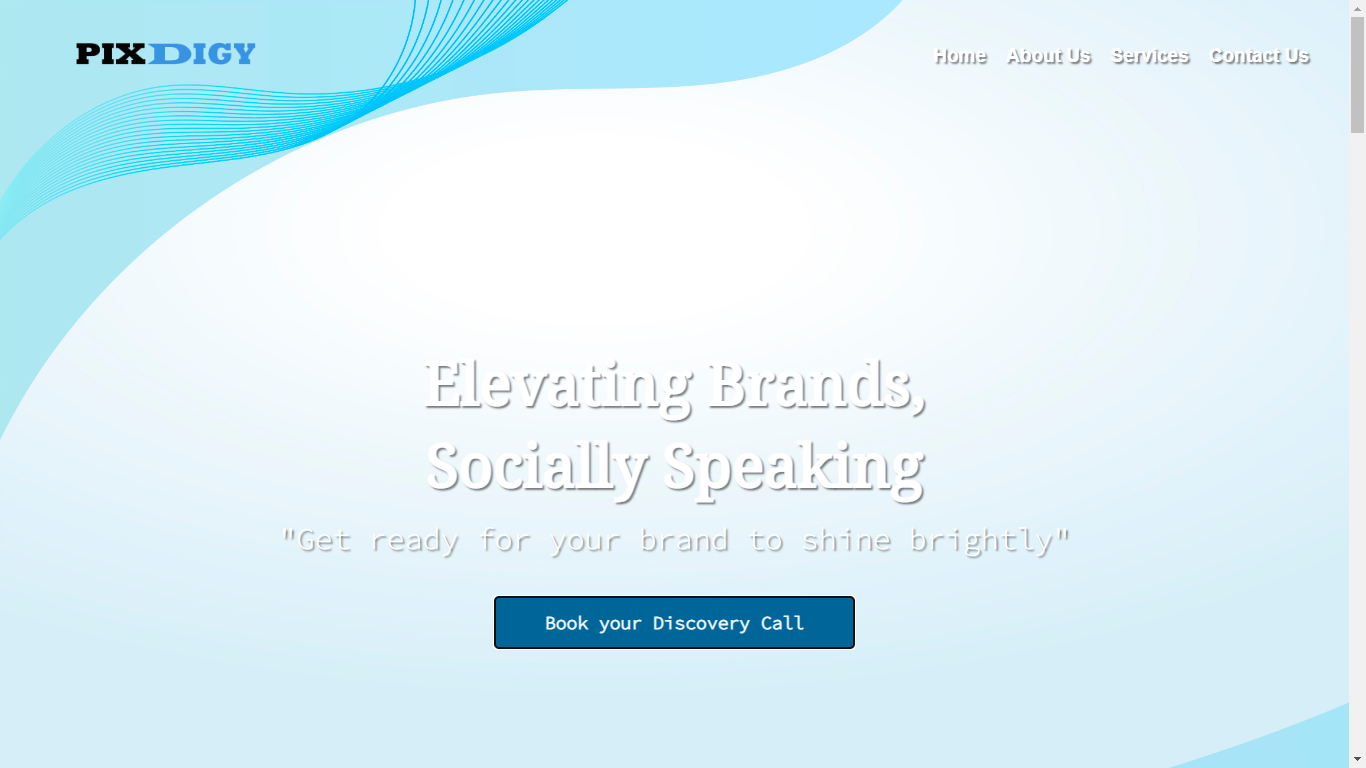 PIXDIGY
Home About Us Services Contact Us
Elevating Brands,
Socially Speaking
"Get ready for your brand to shine brightly"
Book your Discovery Call